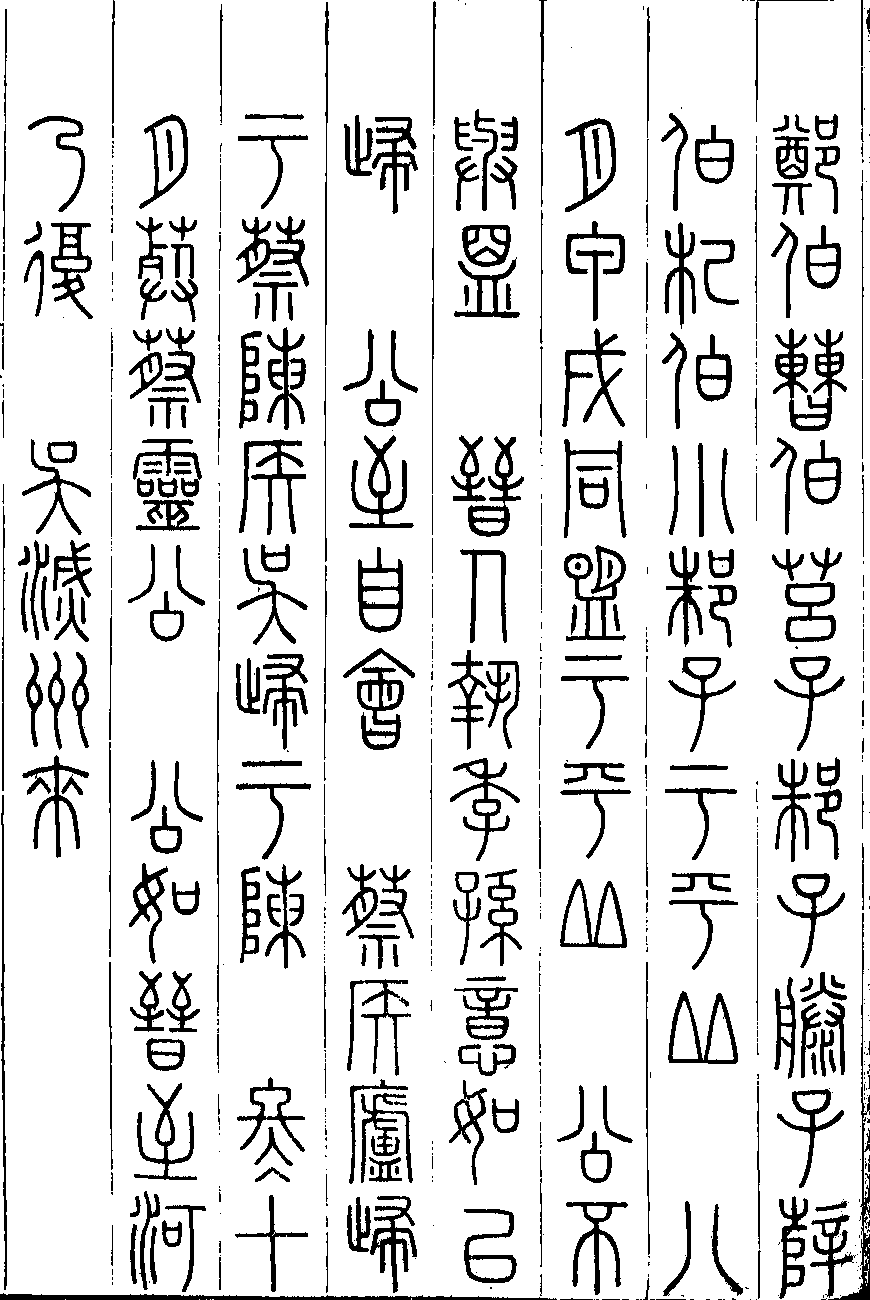 鄭伯曹伯莒子邾子滕子薛
伯杞伯小邾子于平丘　八
月甲戌同盟于平丘　公不
與盟　晉人執季孫意如以
歸　公至自會　蔡侯廬歸
于蔡陳侯吳歸于陳　冬十
月葬蔡靈公　公如晉至河
乃復　吳滅州來